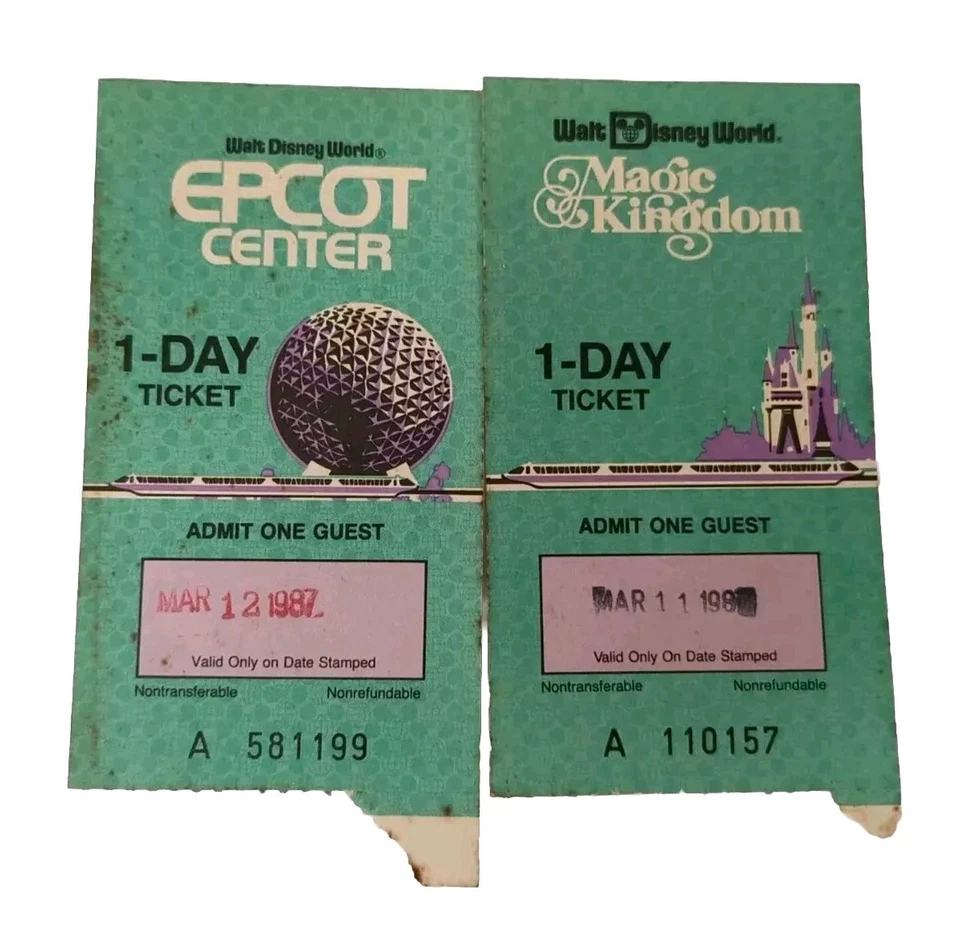 Walt Disney World®
EPCOT
CENTER
1-DAY
TICKET
ADMIT ONE GUEST
MAR 12 1987
Valid Only on Date Stamped
Nontransferable Nonrefundable
A 581199
Walt Disney World.
Magic
Kingdom
1-DAY
TICKET
ADMIT ONE GUEST
MAR 11
Valid Only On Date Stamped
Nontransferable Nonrefundable
A 110157